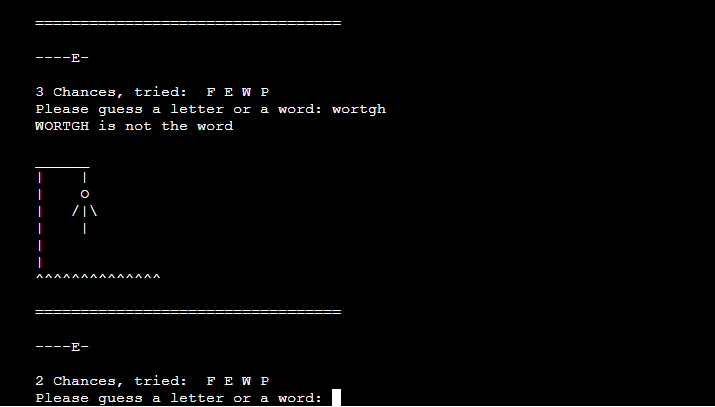 ==================================
----E-
3 Chances, tried:  F E W P
Please guess a letter or a word: wortgh
WORTGH is not the word
______
|    |
|    O
|   /|\
|    |
|
|
^^^^^^^^^^^^^^
==================================
----E-
2 Chances, tried:  F E W P
Please guess a letter or a word: